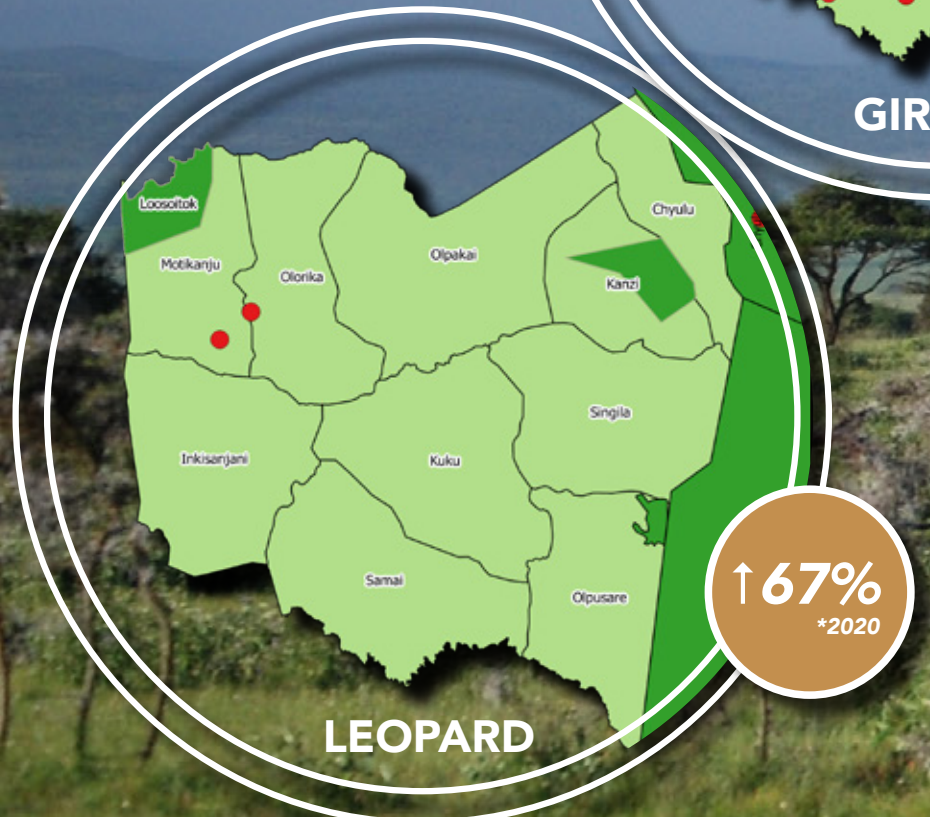 GIR
Loosoitok
Chyulu
Motikanju
Olorika
Olpakai
Kanzi
Singila
Inkisanjani
Kuku
Samai
Olpusare
↑67%
*2020
LEOPARD